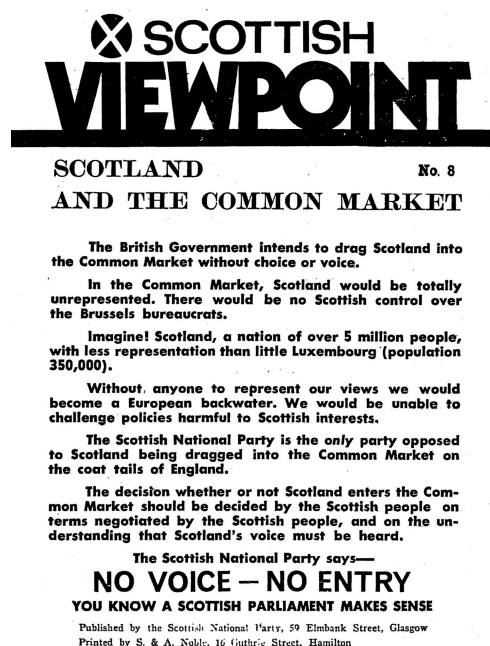 SCOTTISH
VIEWPOINT
SCOTLAND No. 8
AND THE COMMON MARKET
The British Government intends to drag Scotland into
the Common Market without choice or voice.
In the Common Market, Scotland would be totally
unrepresented. There would be no Scottish control over
the Brussels bureaucrats.
Imagine! Scotland, a nation of over 5 million people,
with less representation than little Luxembourg (population
350,000).
Without anyone to represent our views we would
become a European backwater. We would be unable to
challenge policies harmful to Scottish interests.
The Scottish National Party is the only party opposed
to Scotland being dragged into the Common Market on
the coat tails of England.
The decision whether or not Scotland enters the Com-
mon Market should be decided by the Scottish people on
terms negotiated by the Scottish people, and on the un-
derstanding that Scotland's voice must be heard.
The Scottish National Party says—
NO VOICE — NO ENTRY
YOU KNOW A SCOTTISH PARLIAMENT MAKES SENSE
Published by the Scottish National Party, 59 Elmbank Street, Glasgow
Printed by S. & A. Noble, 16 Guthrie Street, Hamilton